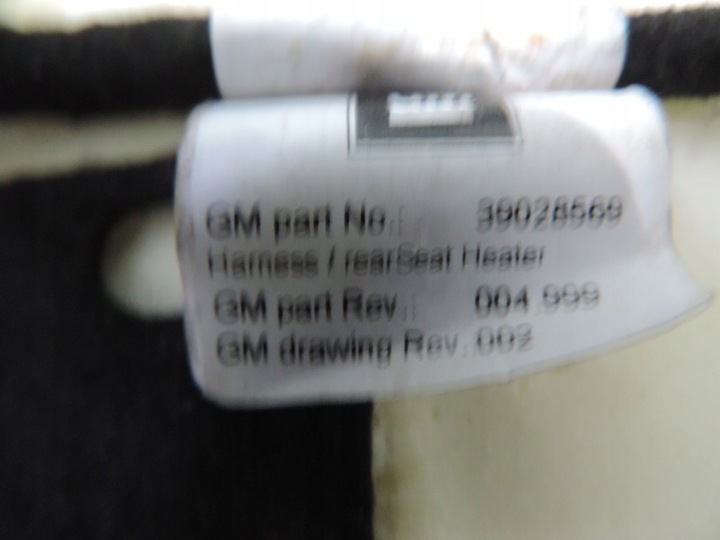 GM part No.: 39028569
Harness / rearSeat Heater
GM part Rev.: 004.999
GM drawing Rev. 002